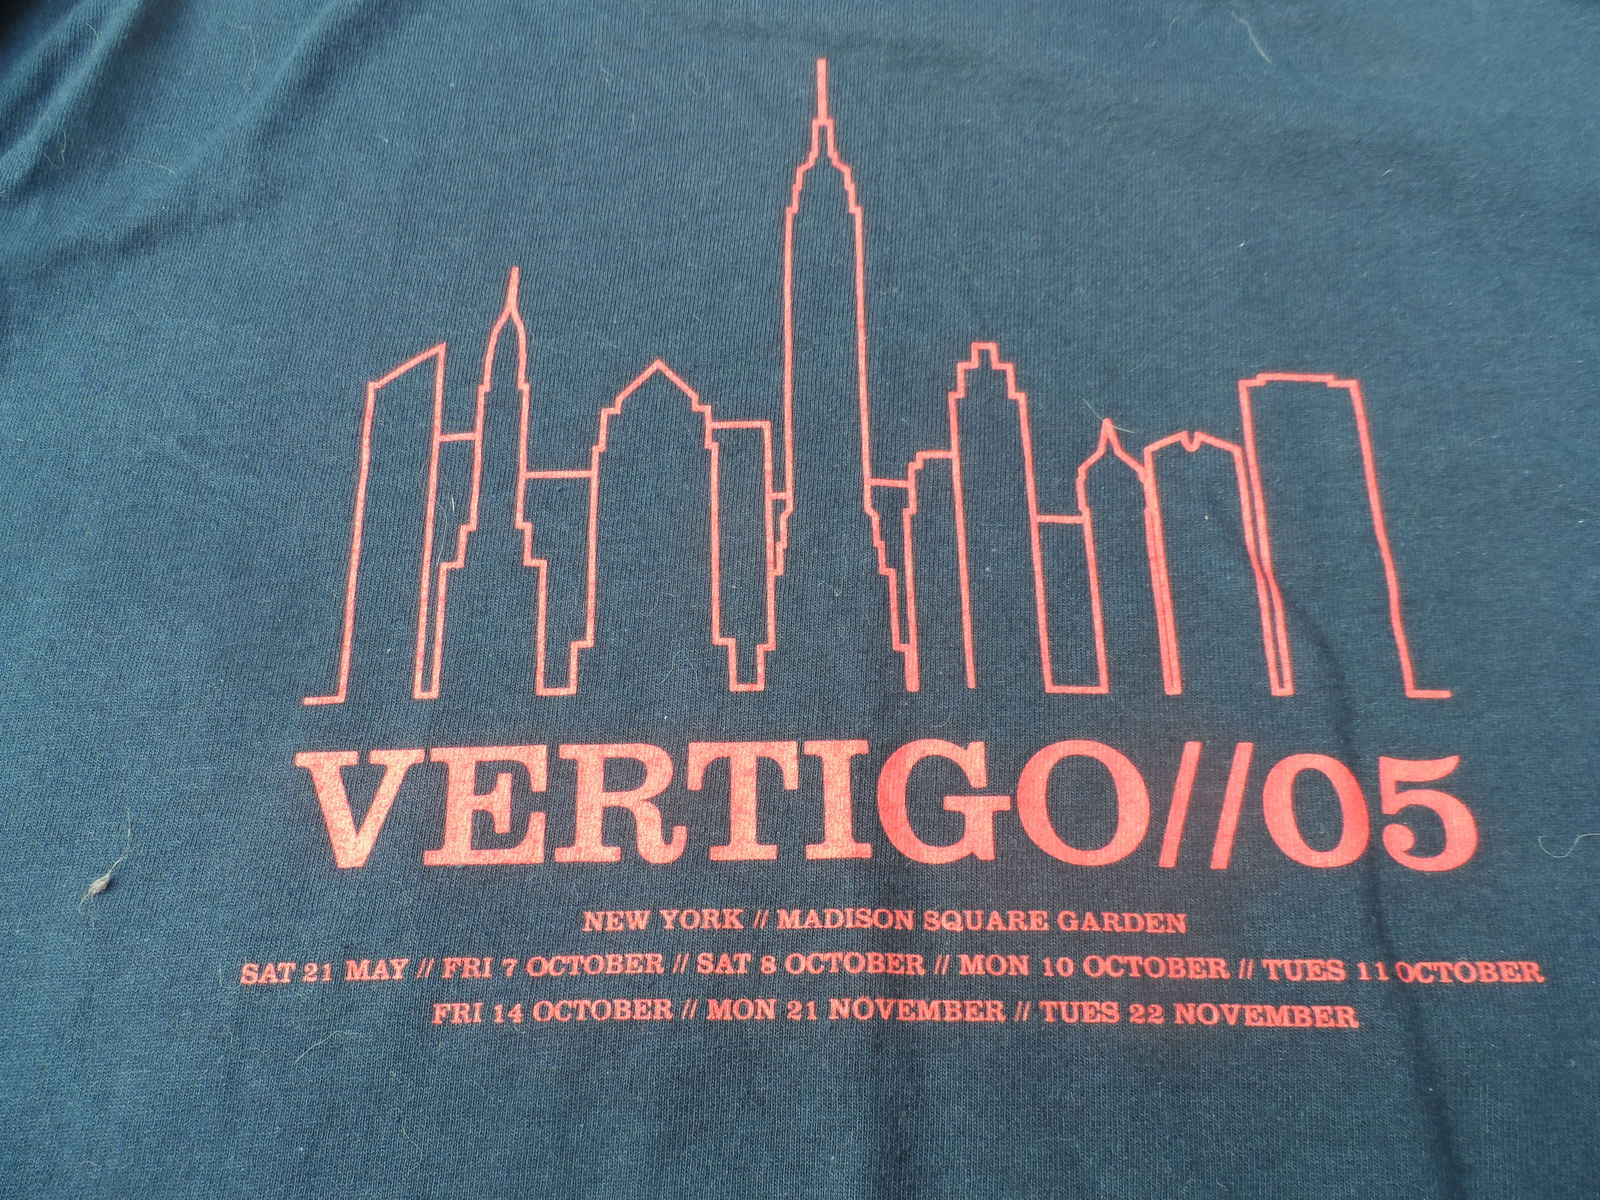 VERTIGO//05
NEW YORK // MADISON SQUARE GARDEN
SAT 21 MAY // FRI 7 OCTOBER // SAT 8 OCTOBER // MON 10 OCTOBER // TUES 11 OCTOBER
FRI 14 OCTOBER // MON 21 NOVEMBER // TUES 22 NOVEMBER